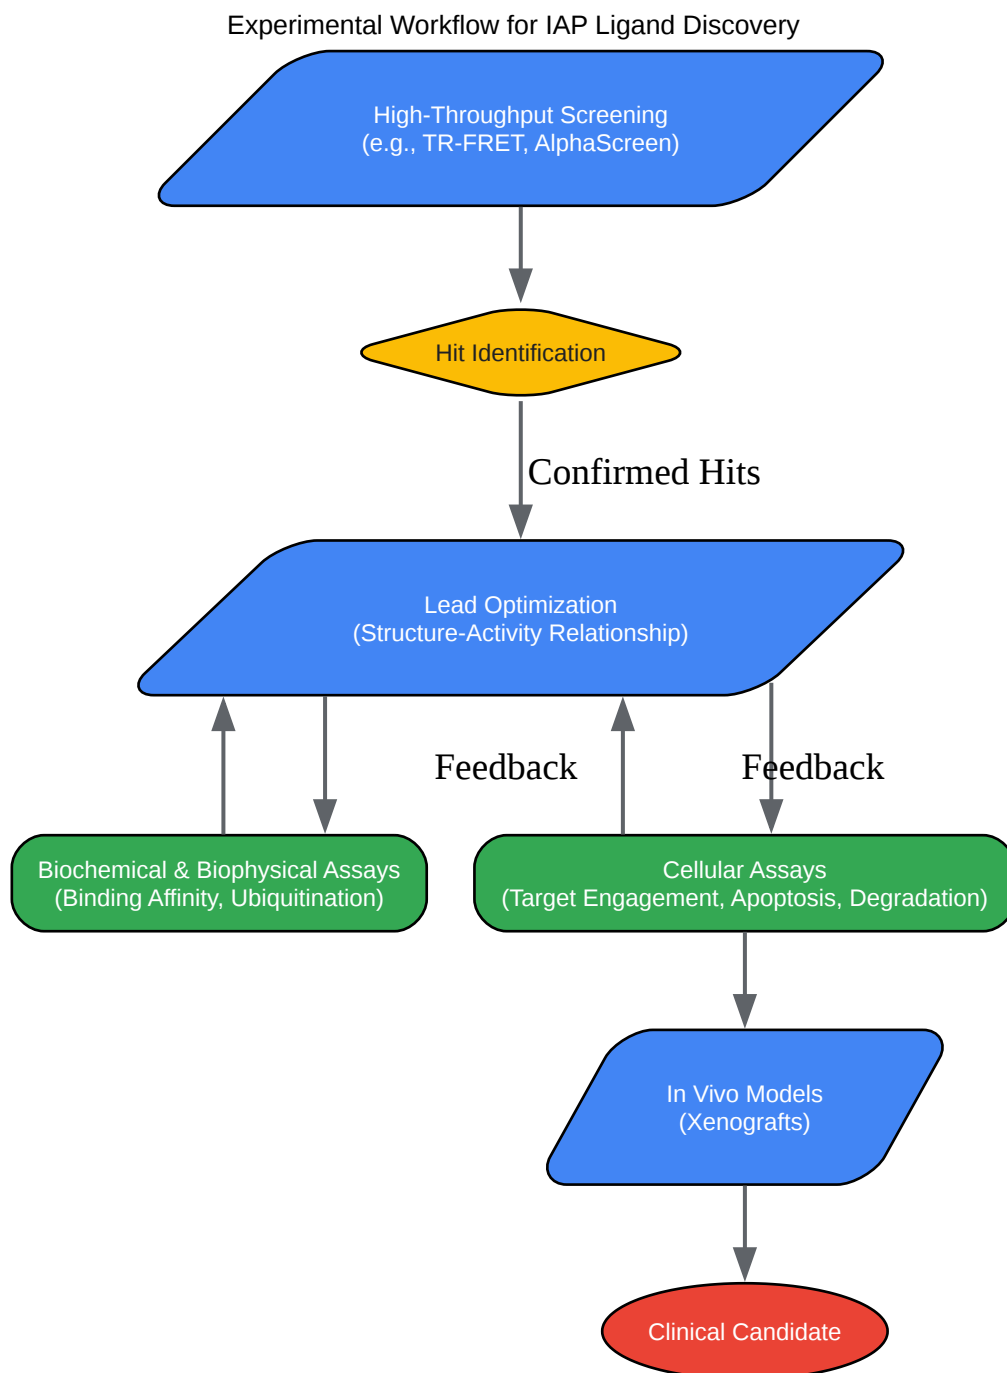 Experimental Workflow for IAP Ligand Discovery
High-Throughput Screening
(e.g., TR-FRET, AlphaScreen)
Hit Identification
Confirmed Hits
Lead Optimization
(Structure-Activity Relationship)
Feedback
Feedback
Biochemical & Biophysical Assays
(Binding Affinity, Ubiquitination)
Cellular Assays
(Target Engagement, Apoptosis, Degradation)
In Vivo Models
(Xenografts)
Clinical Candidate